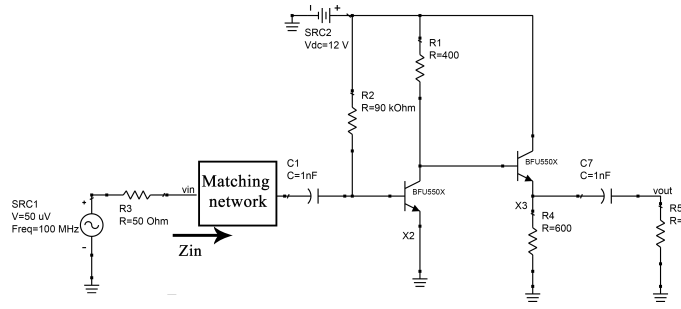 SRC2
Vdc=12 V
R1
R=400
R2
R=90 kOhm
C1
C=1nF
BFU550X
C7
C=1nF
SRC1
V=50 uV
Freq=100 MHz
R3
R=50 Ohm
vin
Matching
network
Zin
BFU550X
X2
X3
R4
R=600
vout
R5
R=